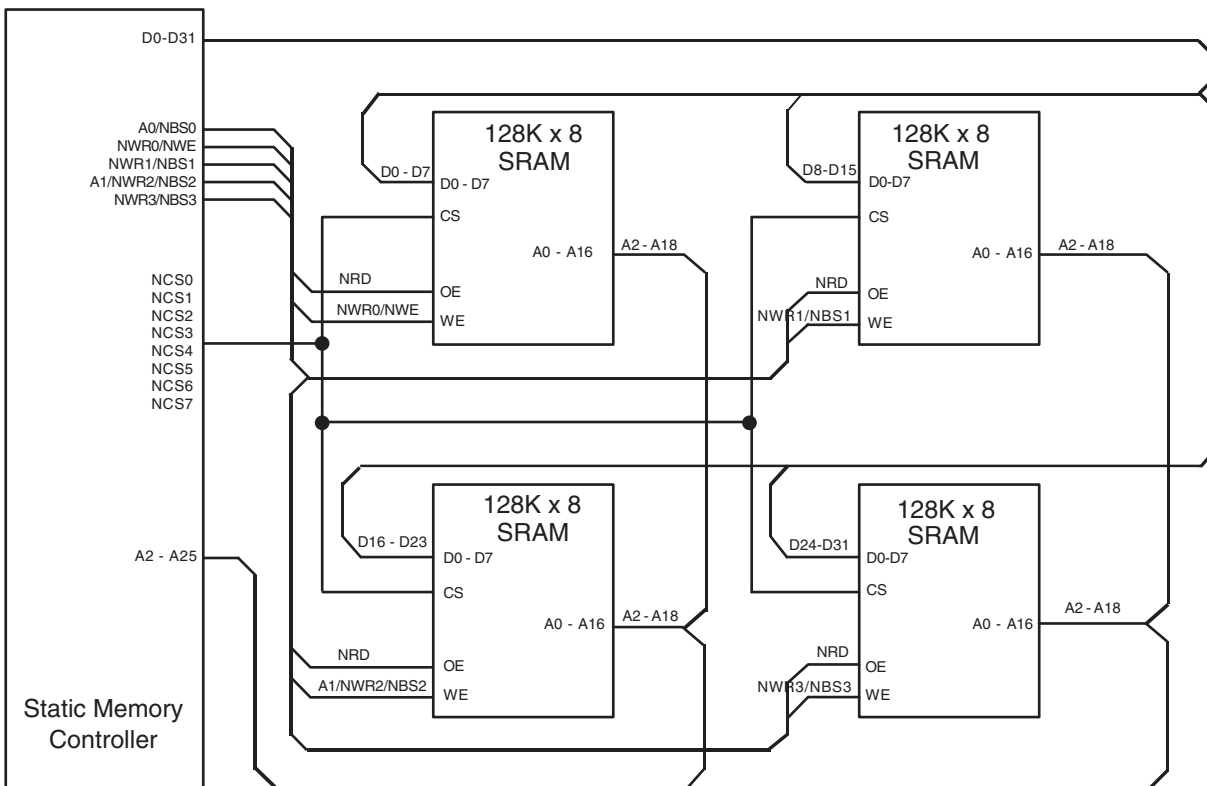 D0-D31
A0/NBS0
NWR0/NWE
NWR1/NBS1
A1/NWR2/NBS2
NWR3/NBS3
NCS0
NCS1
NCS2
NCS3
NCS4
NCS5
NCS6
NCS7
A2 - A25
Static Memory
Controller
128K x 8
SRAM
D0 - D7
D0 - D7
CS
A0 - A16
A2 - A18
NRD
OE
NWR0/NWE
WE
128K x 8
SRAM
D8-D15
D0-D7
CS
A0 - A16
A2 - A18
NRD
OE
NWR1/NBS1
WE
128K x 8
SRAM
D16 - D23
D0 - D7
CS
A0 - A16
A2 - A18
NRD
OE
A1/NWR2/NBS2
WE
128K x 8
SRAM
D24-D31
D0-D7
CS
A0 - A16
A2 - A18
NRD
OE
NWR3/NBS3
WE